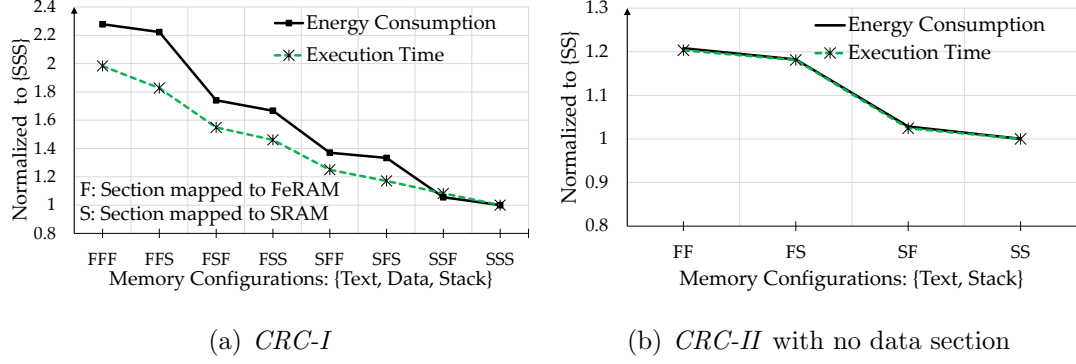 2.4
2.2
2
1.8
1.6
1.4
1.2
1
0.8
Normalized to {SSS}
Energy Consumption
Execution Time
F: Section mapped to FeRAM
S: Section mapped to SRAM
FFF FFS FSF FSS SFF SFS SSF SSS
Memory Configurations: {Text, Data, Stack}
(a) CRC-I
1.3
1.2
1.1
1
0.9
0.8
Normalized to {SS}
Energy Consumption
Execution Time
FF FS SF SS
Memory Configurations: {Text, Stack}
(b) CRC-II with no data section